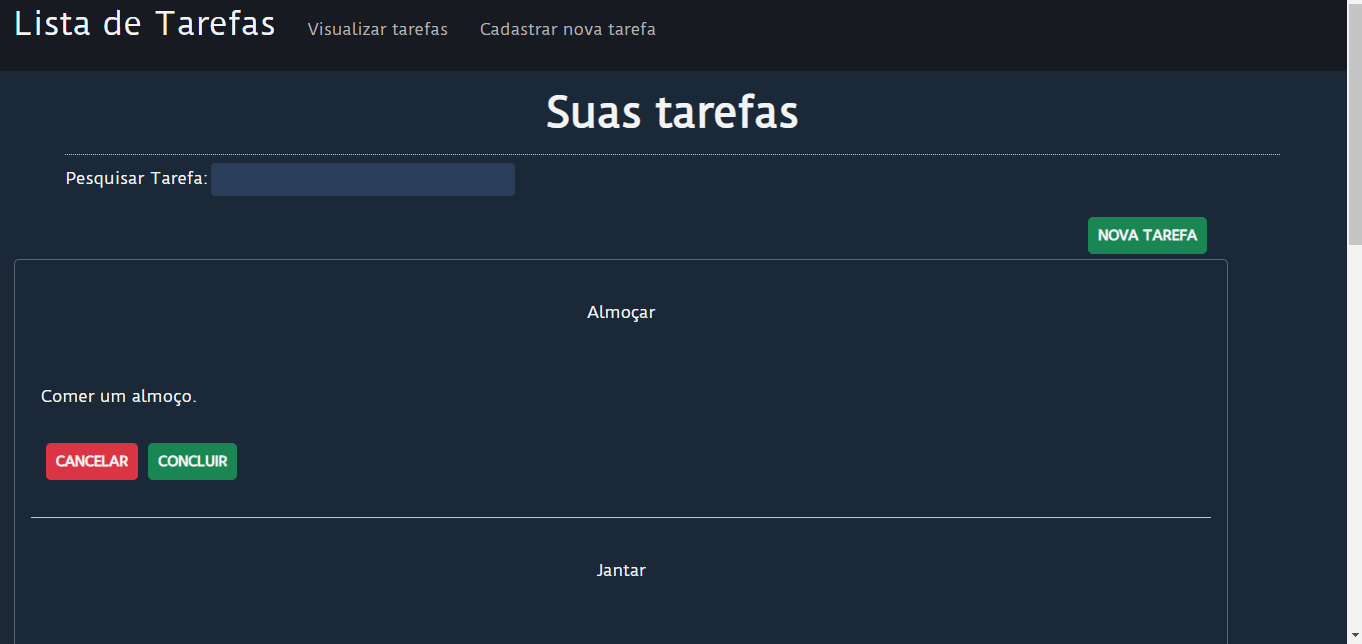 Lista de Tarefas Visualizar tarefas Cadastrar nova tarefa
Suas tarefas
Pesquisar Tarefa:
NOVA TAREFA
Almoçar
Comer um almoço.
CANCELAR CONCLUIR
Jantar